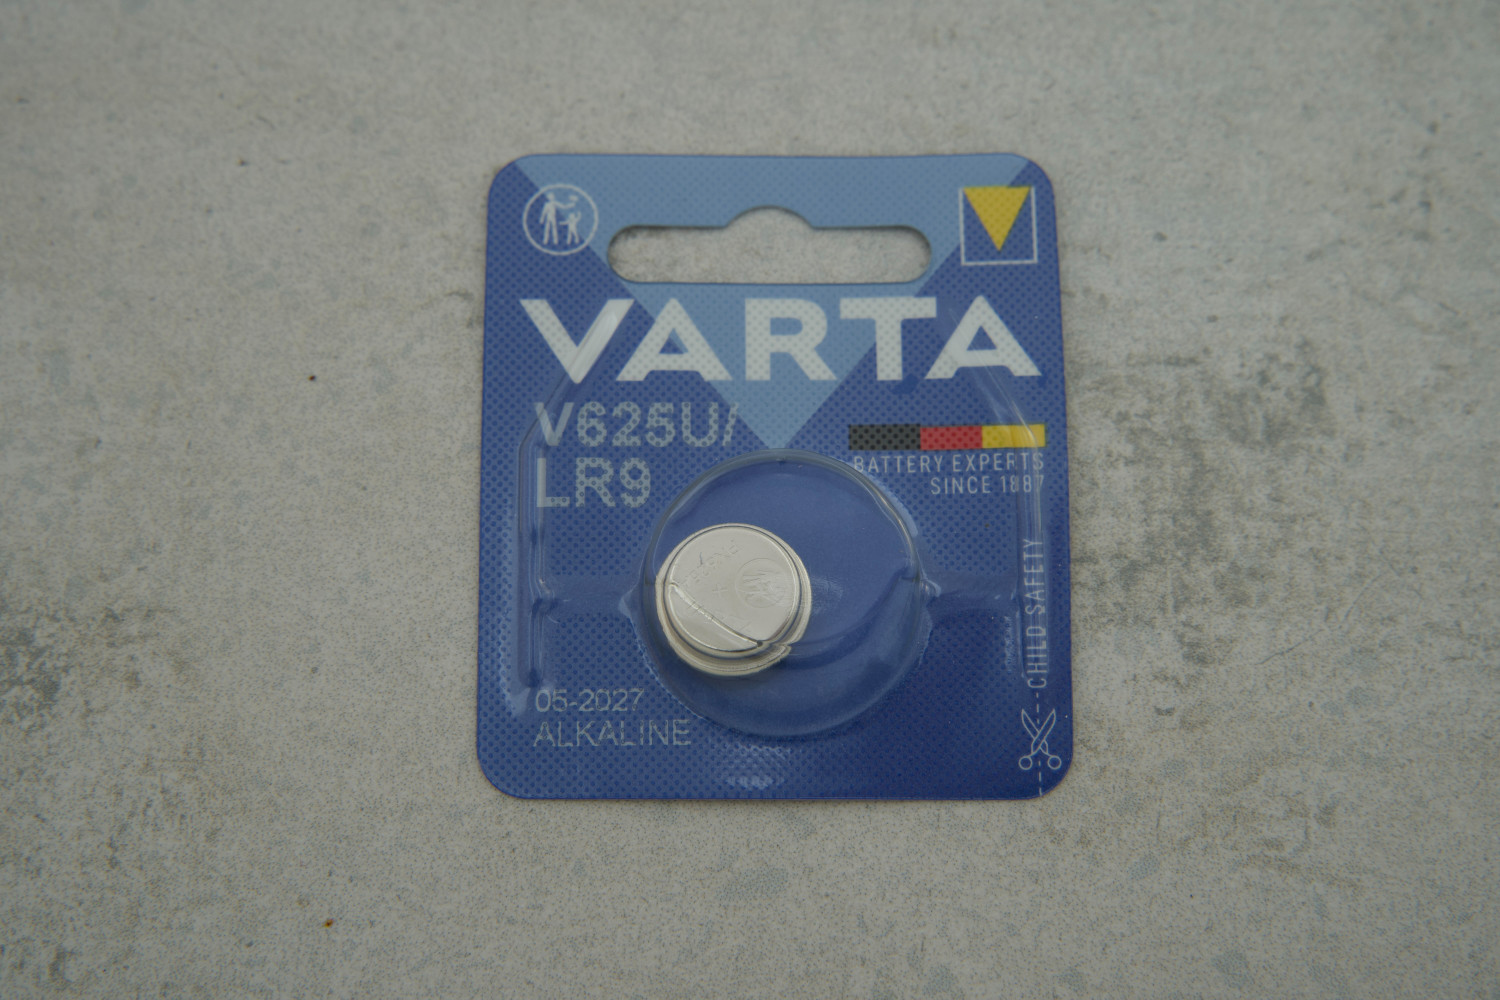 VARTA
V625U/
LR9
BATTERY EXPERTS
SINCE 1887
CHILD SAFETY
05-2027
ALKALINE